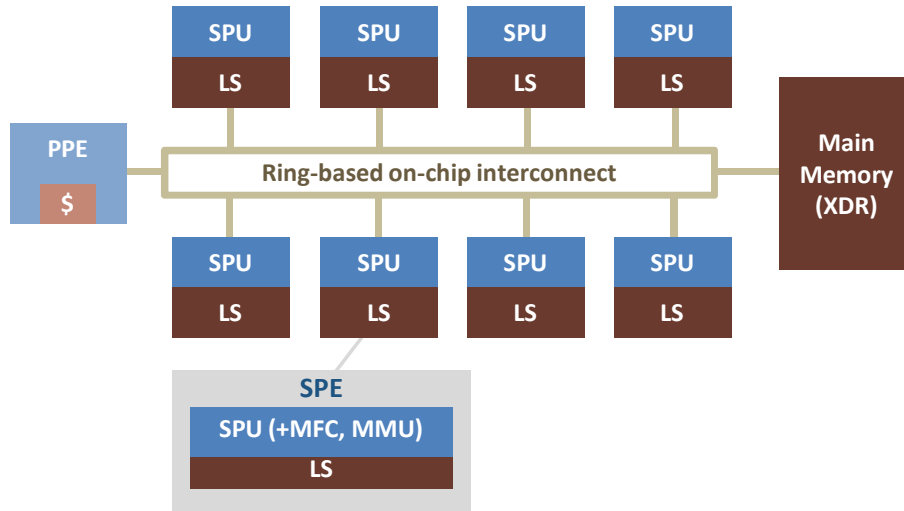 SPU SPU SPU SPU
LS LS LS LS
PPE
$
Ring-based on-chip interconnect
Main
Memory
(XDR)
SPU SPU SPU SPU
LS LS LS LS
SPE
SPU (+MFC, MMU)
LS